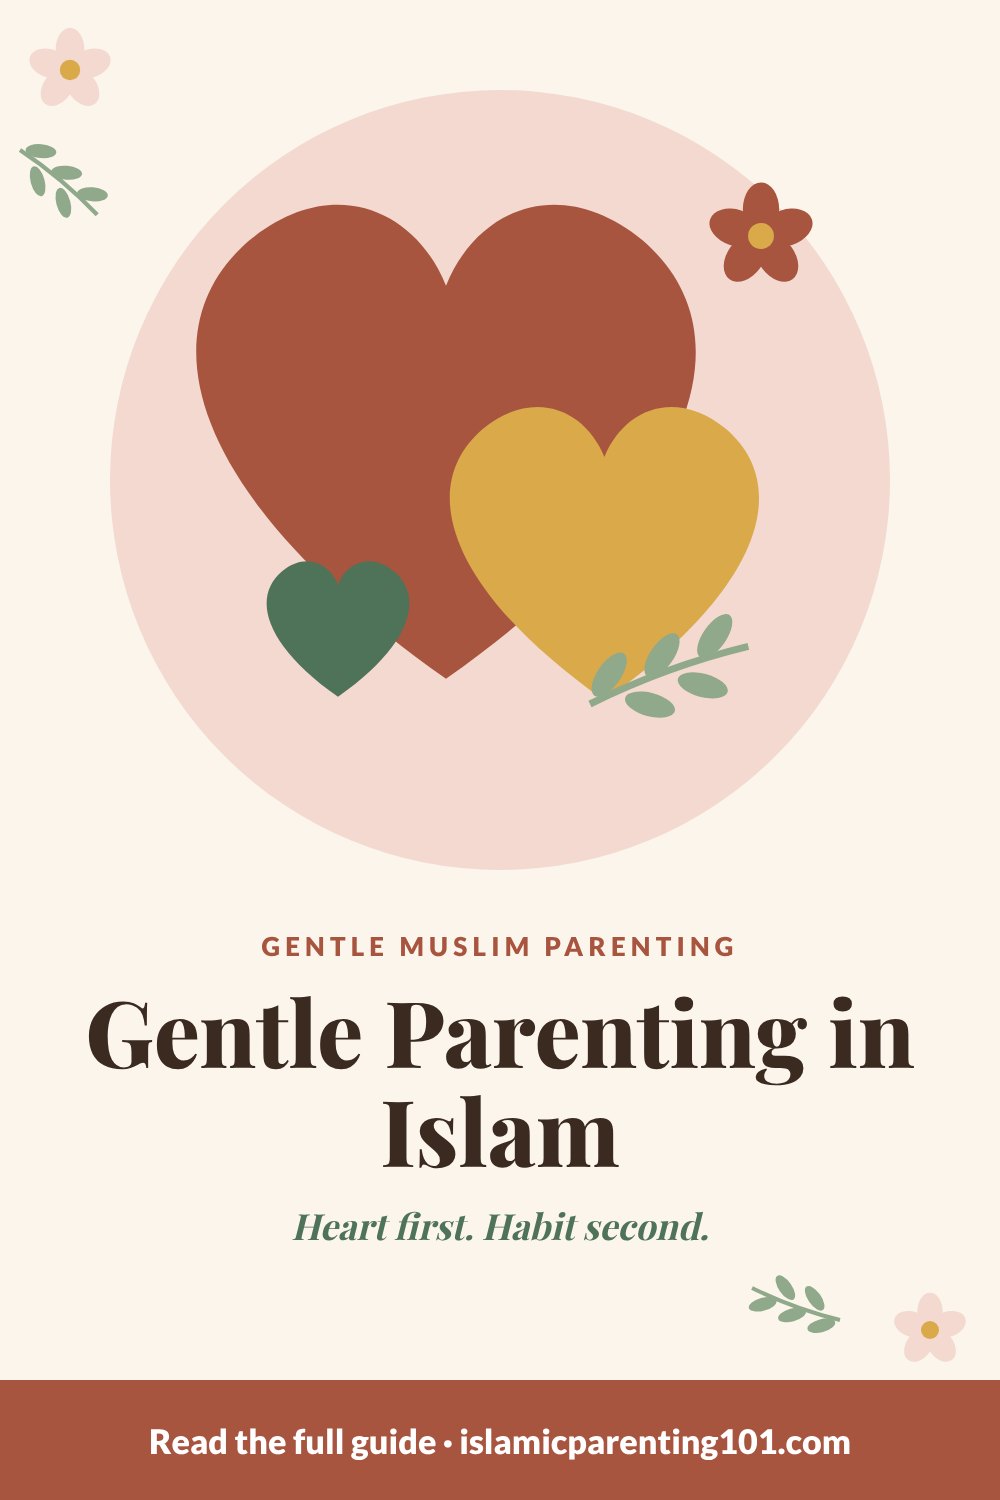 GENTLE MUSLIM PARENTING
Gentle Parenting in
Islam
Heart first. Habit second.
Read the full guide · islamicparenting101.com